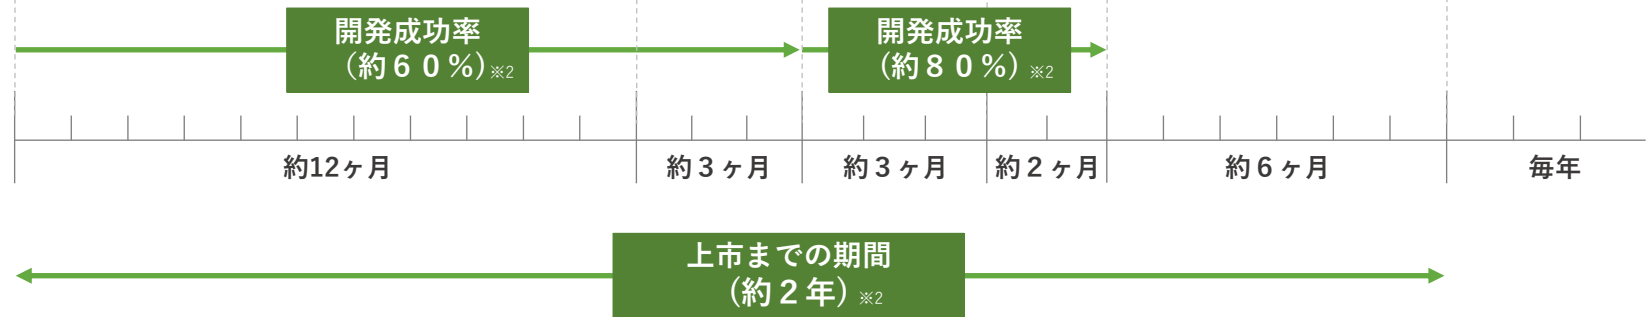 開発成功率
（約６０%）※2
開発成功率
（約８０%）※2
約12ヶ月
約３ヶ月
約３ヶ月
約２ヶ月
約６ヶ月
毎年
上市までの期間
（約２年）※2